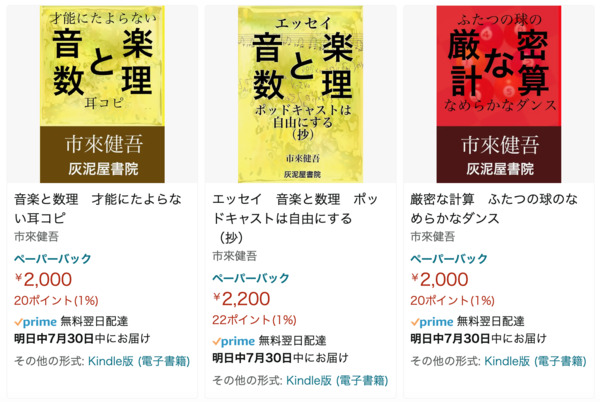 才能にたよらない
音楽
と
数理
耳コピ
市來健吾
灰泥屋書院
音楽と数理　才能にたよらな
い耳コピ
市來健吾
ペーパーバック
¥2,000
20ポイント(1%)
prime 無料翌日配達
明日中7月30日中にお届け
その他の形式: Kindle版 (電子書籍)
エッセイ
音楽
と
数理
ポッドキャストは
自由にする
（抄）
市來健吾
灰泥屋書院
エッセイ　音楽と数理　ポッ
ドキャストは自由にする
（抄）
市來健吾
ペーパーバック
¥2,200
22ポイント(1%)
prime 無料翌日配達
明日中7月30日中にお届け
その他の形式: Kindle版 (電子書籍)
ふたつの球の
厳密
な
計算
なめらかなダンス
市來健吾
灰泥屋書院
厳密な計算　ふたつの球のな
めらかなダンス
市來健吾
ペーパーバック
¥2,000
20ポイント(1%)
prime 無料翌日配達
明日中7月30日中にお届け
その他の形式: Kindle版 (電子書籍)